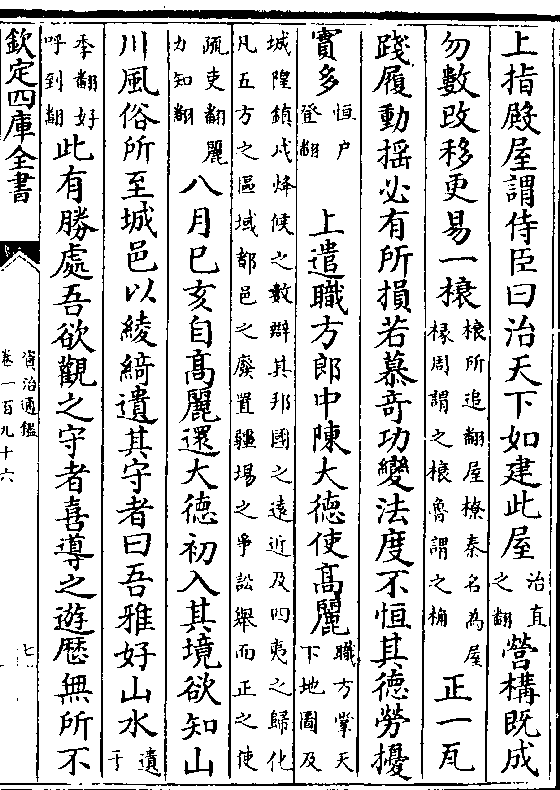 上指殿屋謂侍臣曰治天下如建此屋治直之翻營構既成
勿數改移更易一榱榱所追翻屋橑秦名為屋椽周謂之榱魯謂之桷正一瓦
踐履動揺必有所損若慕奇功變法度不恒其德勞擾
實多恒户登翻上遣職方郎中陳大德使髙麗職方掌天下地圖及
城隍鎮戍烽候之數辯其邦國之遠近及四夷之歸化
凡五方之區域都邑之廢置疆場之爭訟舉而正之使
疏吏翻麗力知翻八月已亥自髙麗還大德初入其境欲知山
川風俗所至城邑以綾綺遺其守者曰吾雅好山水遺于
季翻好呼到翻此有勝處吾欲觀之守者喜導之遊歴無所不
欽定四庫全書
資治通鑑
卷一百九十六
七